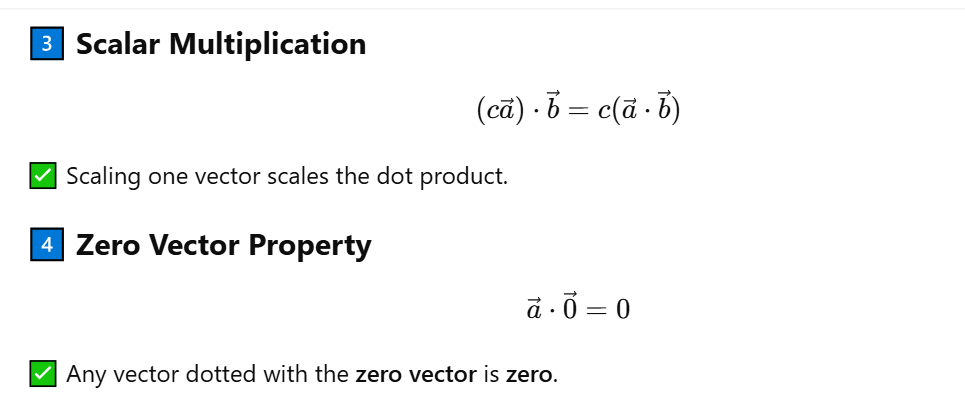 3 Scalar Multiplication
(c\vec{a}) \cdot \vec{b} = c(\vec{a} \cdot \vec{b})
✅ Scaling one vector scales the dot product.
4 Zero Vector Property
\vec{a} \cdot \vec{0} = 0
✅ Any vector dotted with the zero vector is zero.